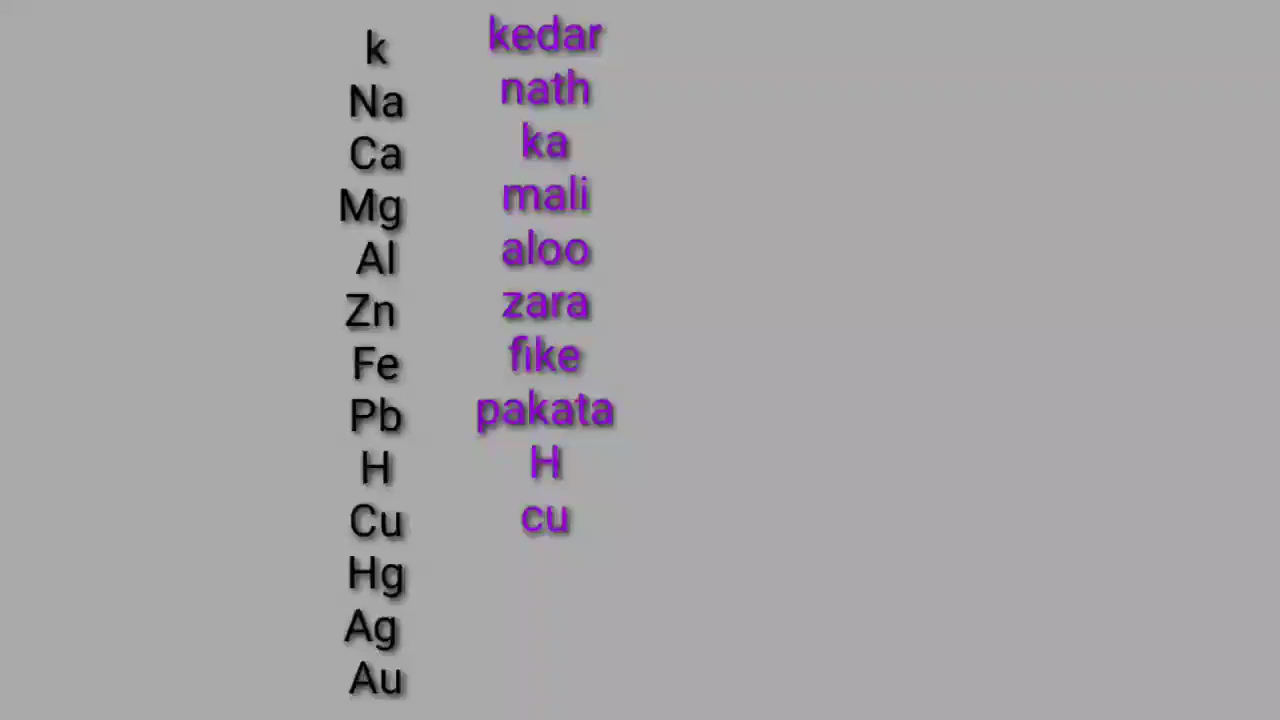 k kedar
Na nath
Ca ka
Mg mali
Al aloo
Zn zara
Fe fike
Pb pakata
H H
Cu cu
Hg
Ag
Au